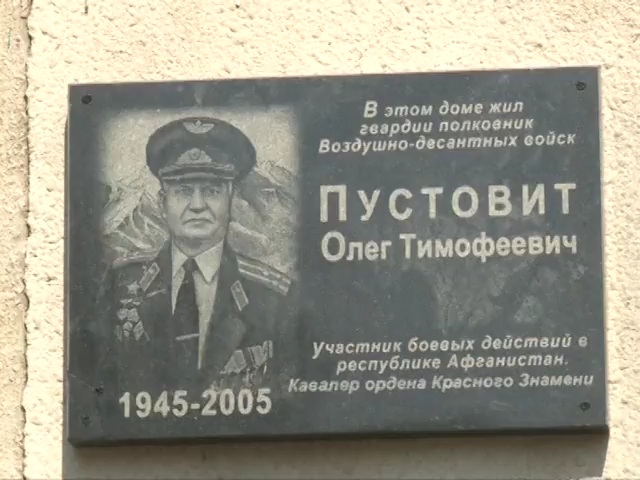 В этом доме жил
гвардии полковник
Воздушно-десантных войск
ПУСТОВИТ
Олег Тимофеевич
Участник боевых действий в
республике Афганистан.
Кавалер ордена Красного Знамени
1945-2005